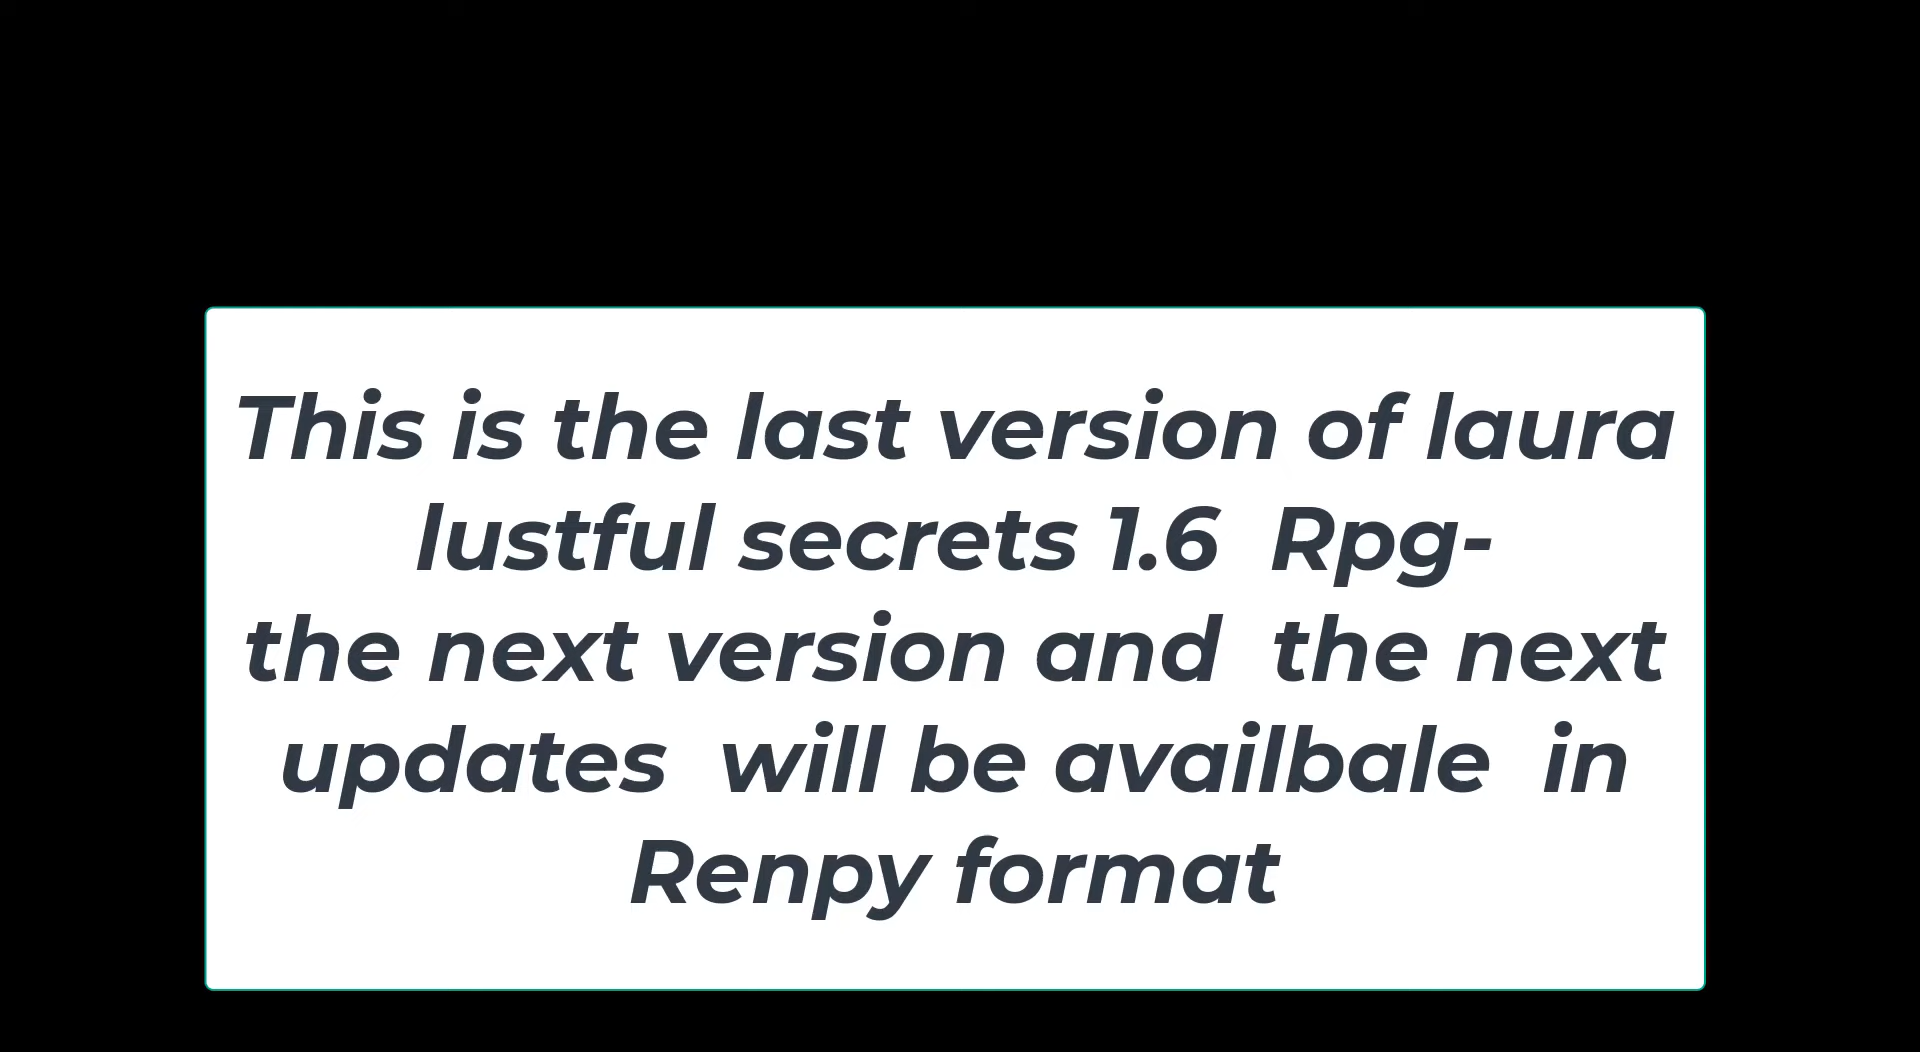 This is the last version of laura
lustful secrets 1.6  Rpg-
the next version and  the next
updates  will be availbale  in
Renpy format